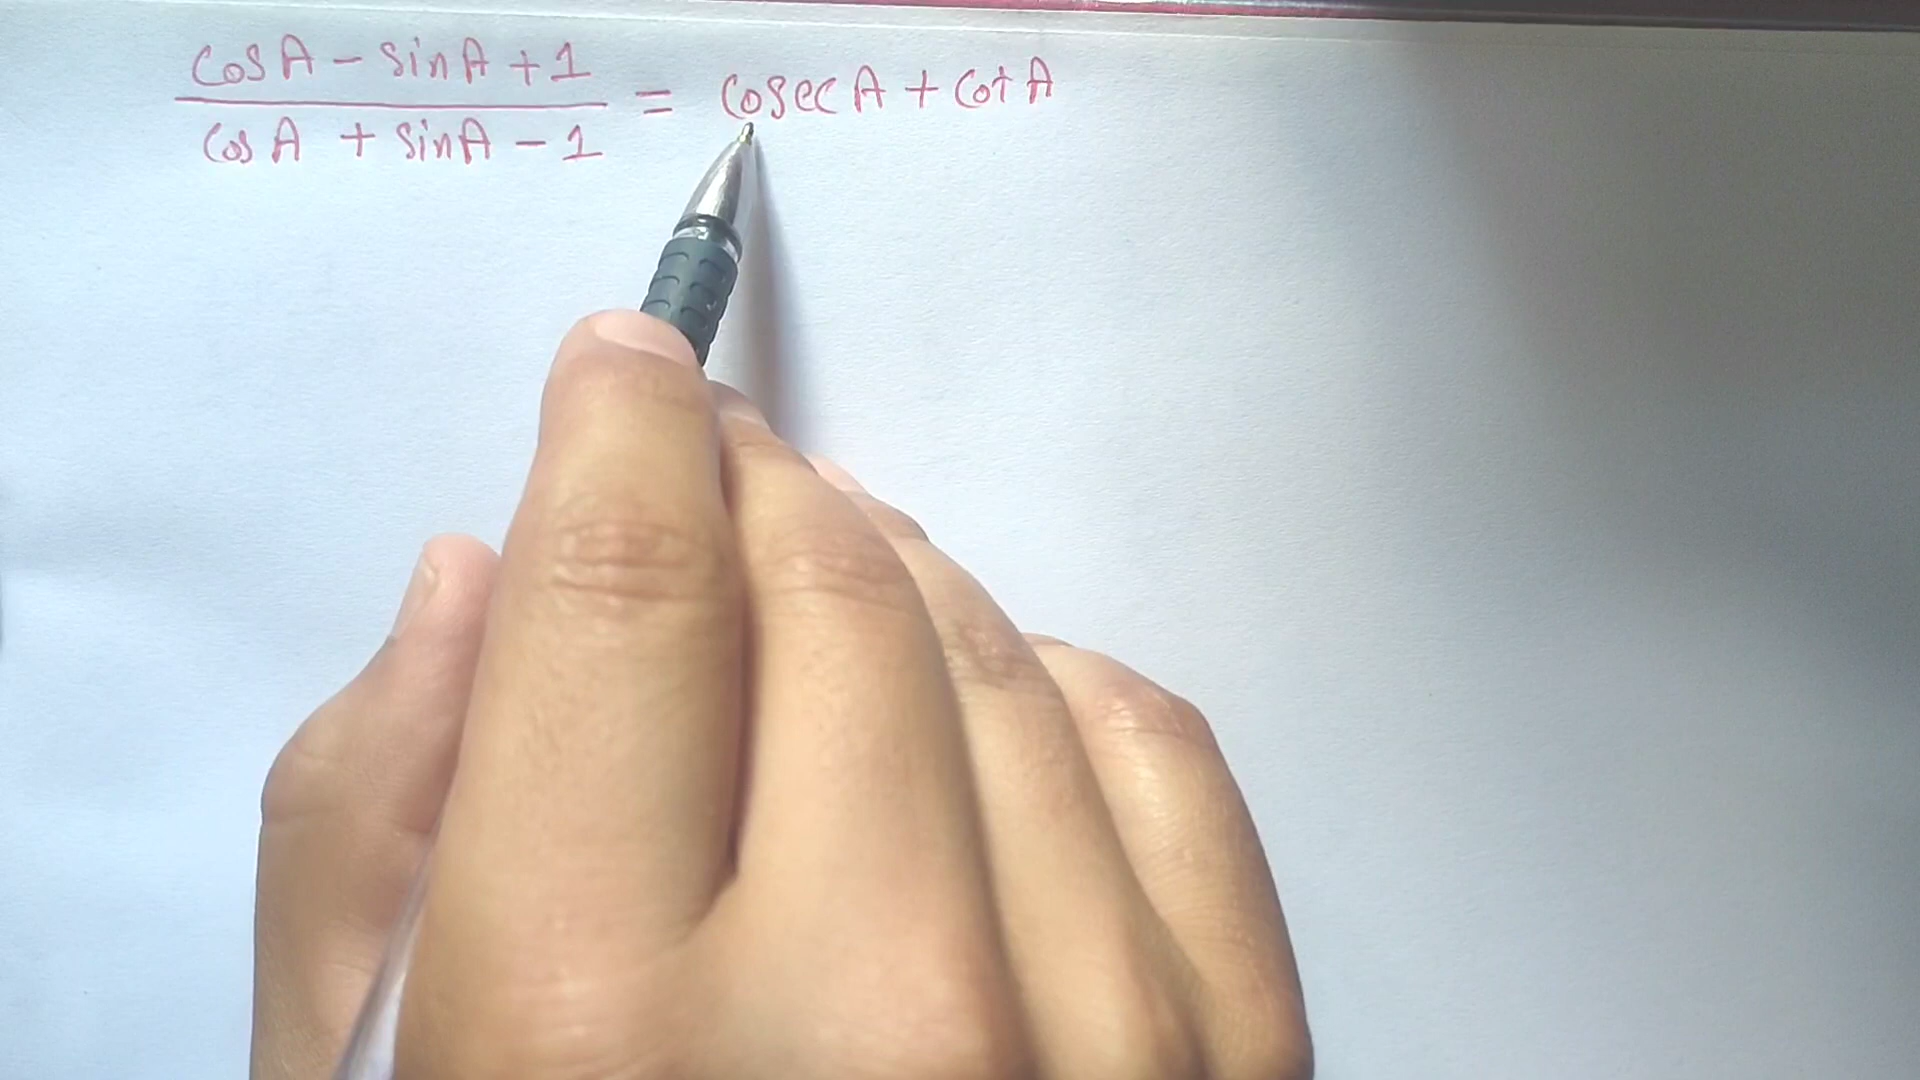 cosA - sinA + 1
cosA + sinA - 1 = cosecA + cotA